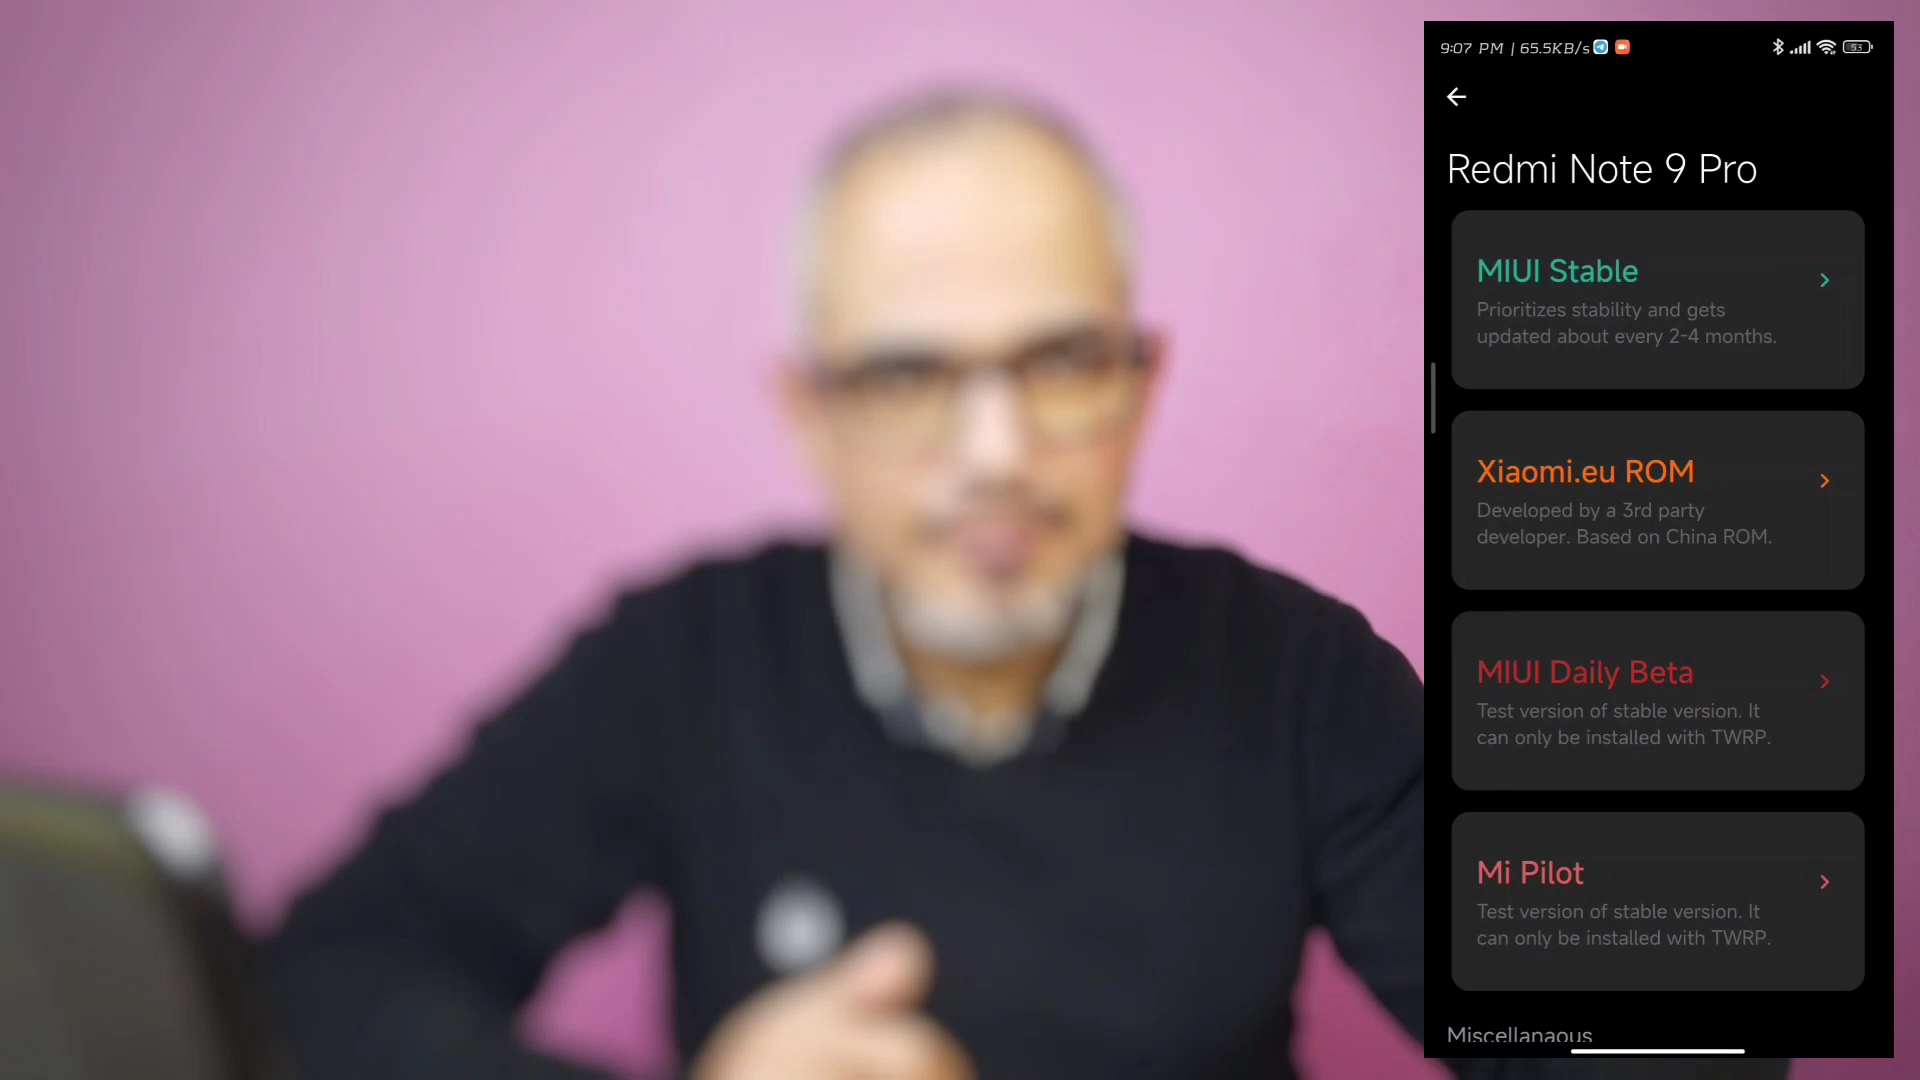 9:07 PM | 65.5KB/s
53
Redmi Note 9 Pro
MIUI Stable
Prioritizes stability and gets
updated about every 2-4 months.
Xiaomi.eu ROM
Developed by a 3rd party
developer. Based on China ROM.
MIUI Daily Beta
Test version of stable version. It
can only be installed with TWRP.
Mi Pilot
Test version of stable version. It
can only be installed with TWRP.
Miscellanaous